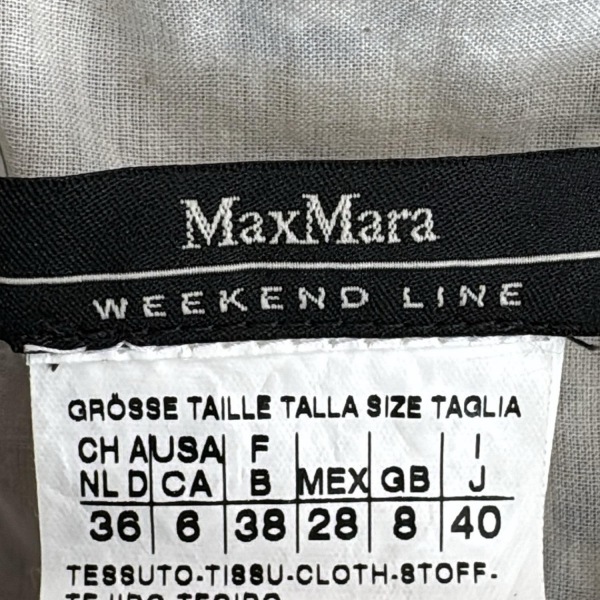 MaxMara
WEEKEND LINE
GRÖSSE TAILLE TALLA SIZE TAGLIA
CH A USA F I
NL D CA B MEX GB J
36 6 38 28 8 40
TESSUTO-TISSU-CLOTH-STOFF-